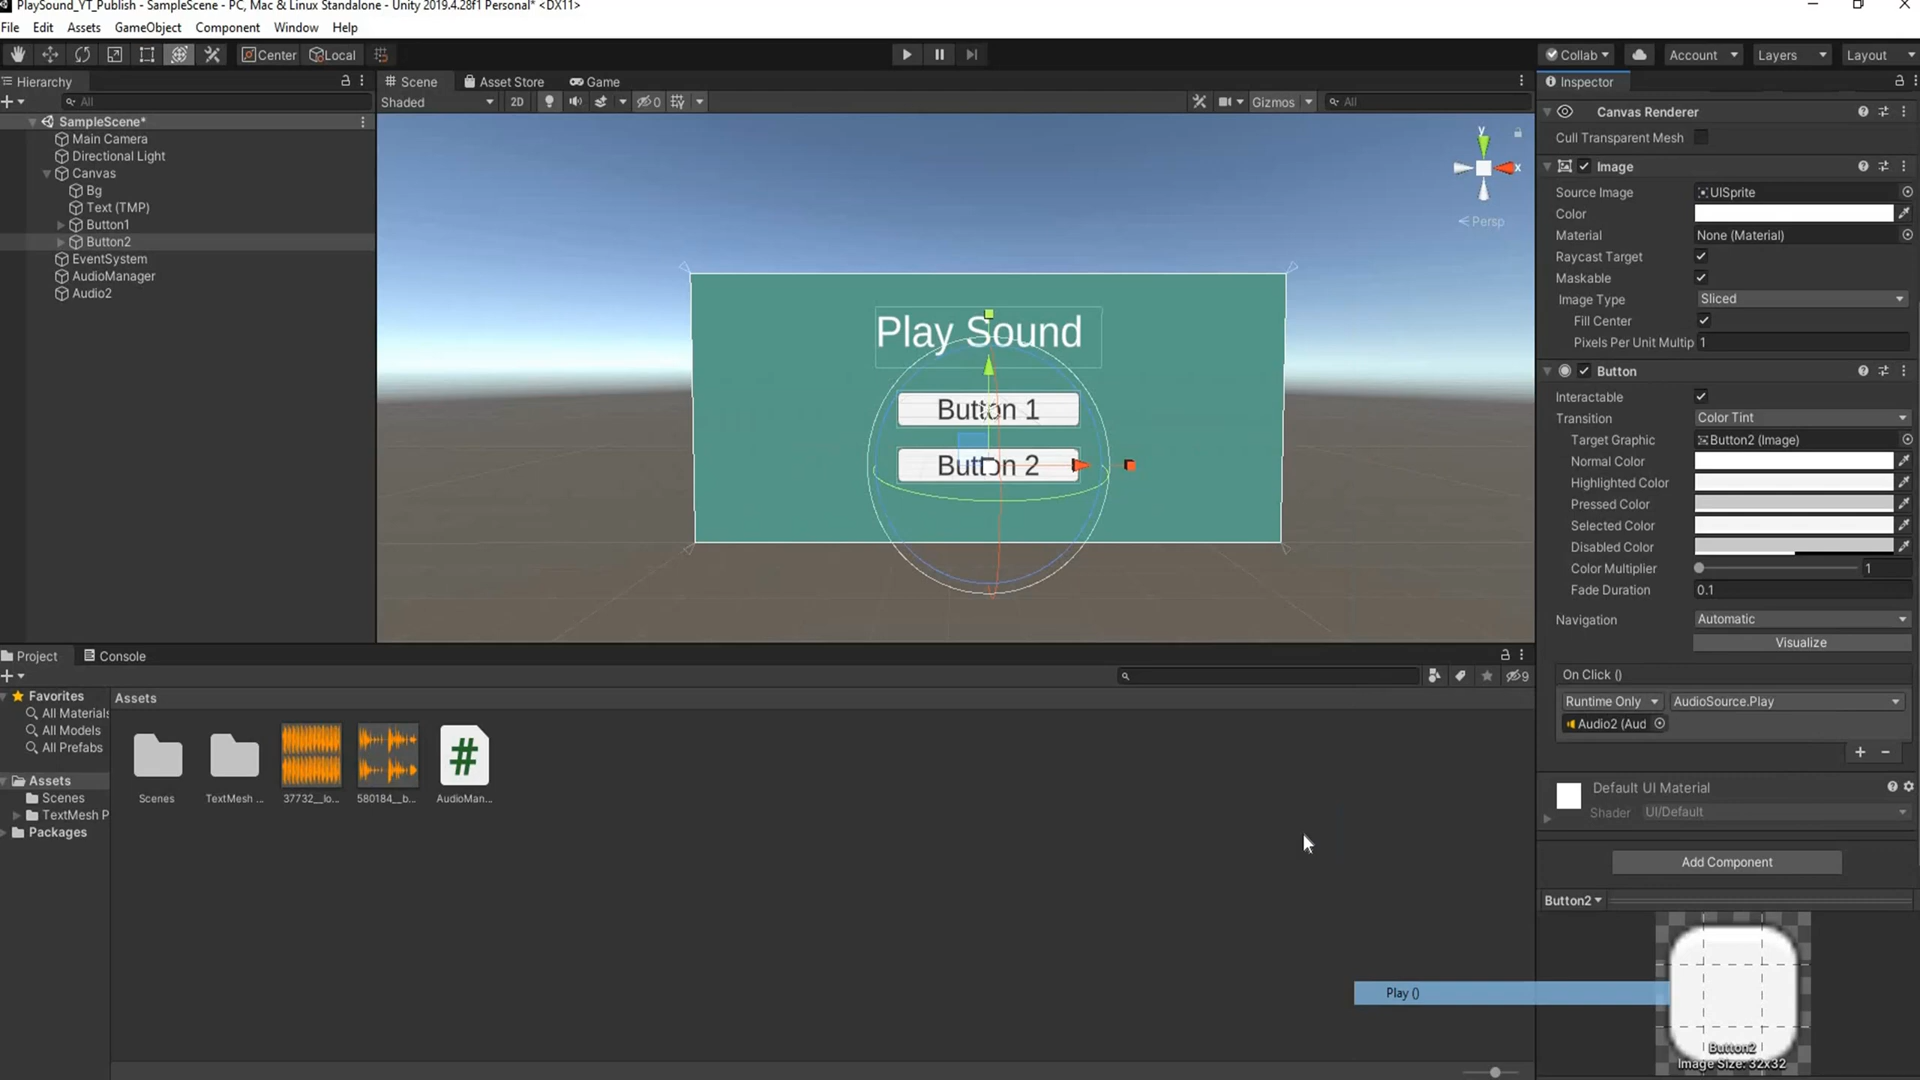 PlaySound_YT_Publish - SampleScene - PC, Mac & Linux Standalone - Unity 2019.4.28f1 Personal* <DX11>
File Edit Assets GameObject Component Window Help
Center Local Collab Account Layers Layout
Hierarchy
All
SampleScene*
Main Camera
Directional Light
Canvas
Bg
Text (TMP)
Button1
Button2
EventSystem
AudioManager
Audio2
Scene Asset Store Game
Shaded 2D 0 Gizmos All
y
x
Persp
Play Sound
Button 1
Button 2
Inspector
Canvas Renderer
Cull Transparent Mesh
Image
Source Image UISprite
Color
Material None (Material)
Raycast Target
Maskable
Image Type Sliced
Fill Center
Pixels Per Unit Multip 1
Button
Interactable
Transition Color Tint
Target Graphic Button2 (Image)
Normal Color
Highlighted Color
Pressed Color
Selected Color
Disabled Color
Color Multiplier 1
Fade Duration 0.1
Navigation Automatic
Visualize
On Click ()
Runtime Only AudioSource.Play
Audio2 (Aud
Default UI Material
Shader UI/Default
Add Component
Button2
Button2
Image Size: 32x32
Play ()
Project Console
9
Favorites
All Materials
All Models
All Prefabs
Assets
Scenes
TextMesh P
Packages
Assets
Scenes
TextMesh ...
37732__lo...
580184__b...
AudioMan...